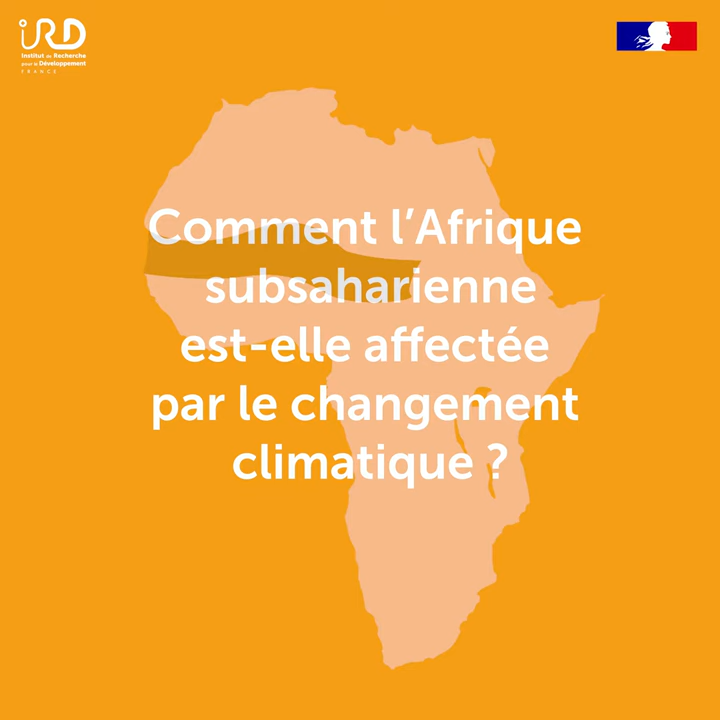 iRD
Institut de Recherche
pour le Développement
FRANCE
Comment l'Afrique
subsaharienne
est-elle affectée
par le changement
climatique ?